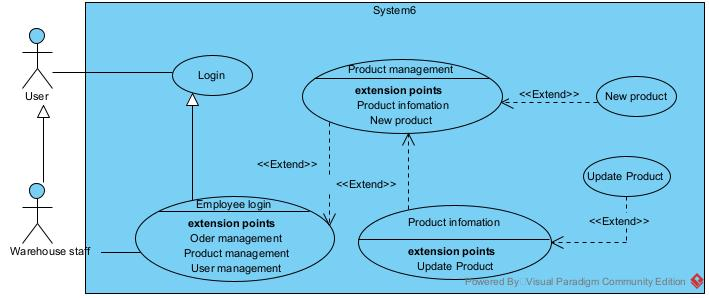 System6
User
Login
Product management
extension points
Product infomation
New product
<<Extend>>
New product
<<Extend>>
<<Extend>>
Update Product
<<Extend>>
Warehouse staff
Employee login
extension points
Oder management
Product management
User management
Product infomation
extension points
Update Product
Powered By Visual Paradigm Community Edition